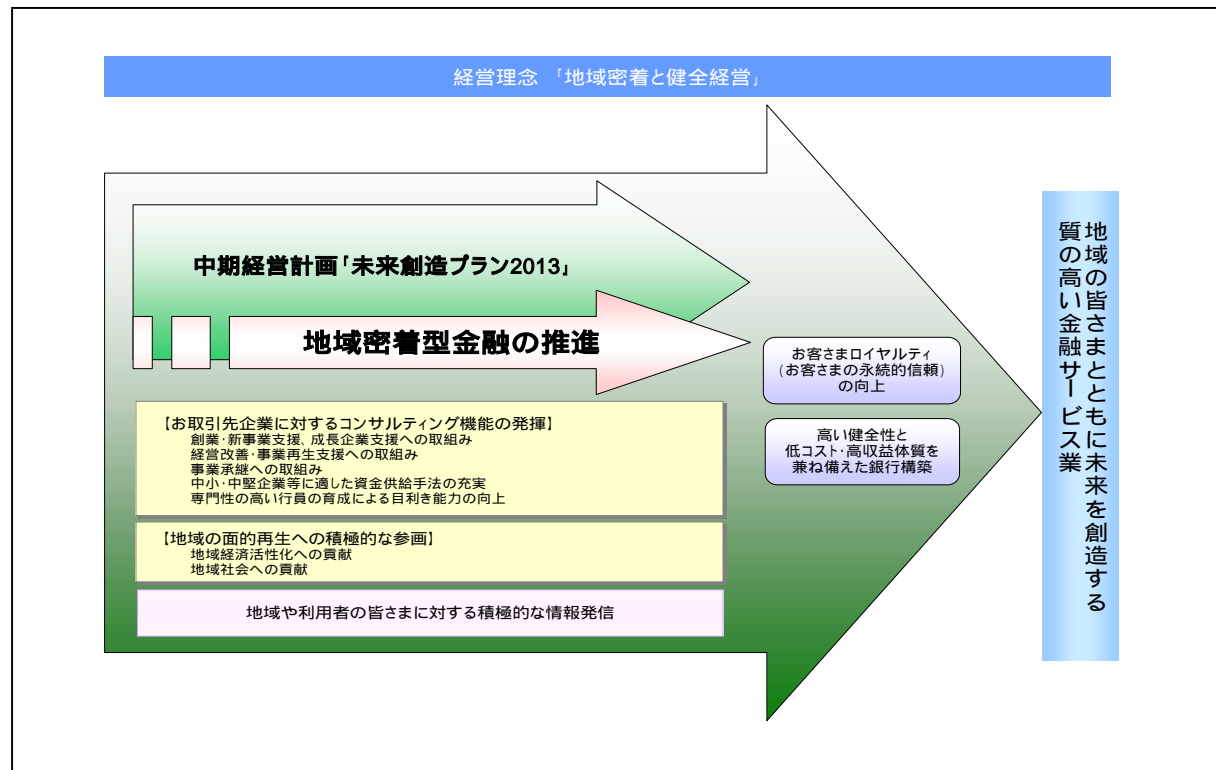 経営理念 「地域密着と健全経営」
中期経営計画「未来創造プラン2013」
地域密着型金融の推進
【お取引先企業に対するコンサルティング機能の発揮】
創業・新事業支援、成長企業支援への取組み
経営改善・事業再生支援への取組み
事業承継への取組み
中小・中堅企業等に適した資金供給手法の充実
専門性の高い行員の育成による目利き能力の向上
【地域の面的再生への積極的な参画】
地域経済活性化への貢献
地域社会への貢献
地域や利用者の皆さまに対する積極的な情報発信
お客さまロイヤルティ
(お客さまの永続的信頼)
の向上
高い健全性と
低コスト・高収益体質を
兼ね備えた銀行構築
地域の皆さまとともに未来を創造する
質の高い金融サービス業